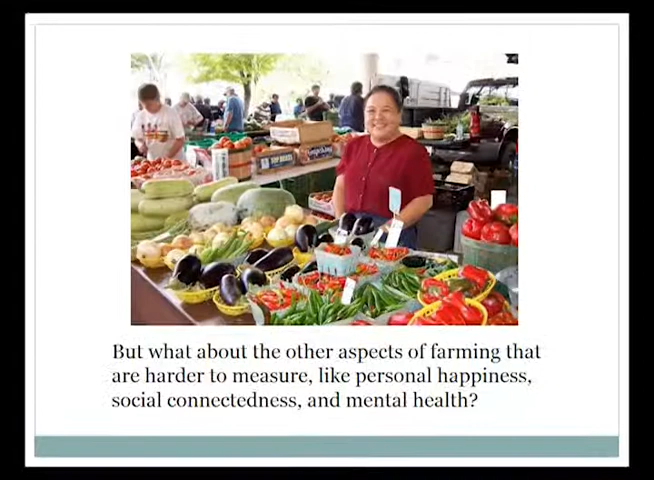 But what about the other aspects of farming that
are harder to measure, like personal happiness,
social connectedness, and mental health?